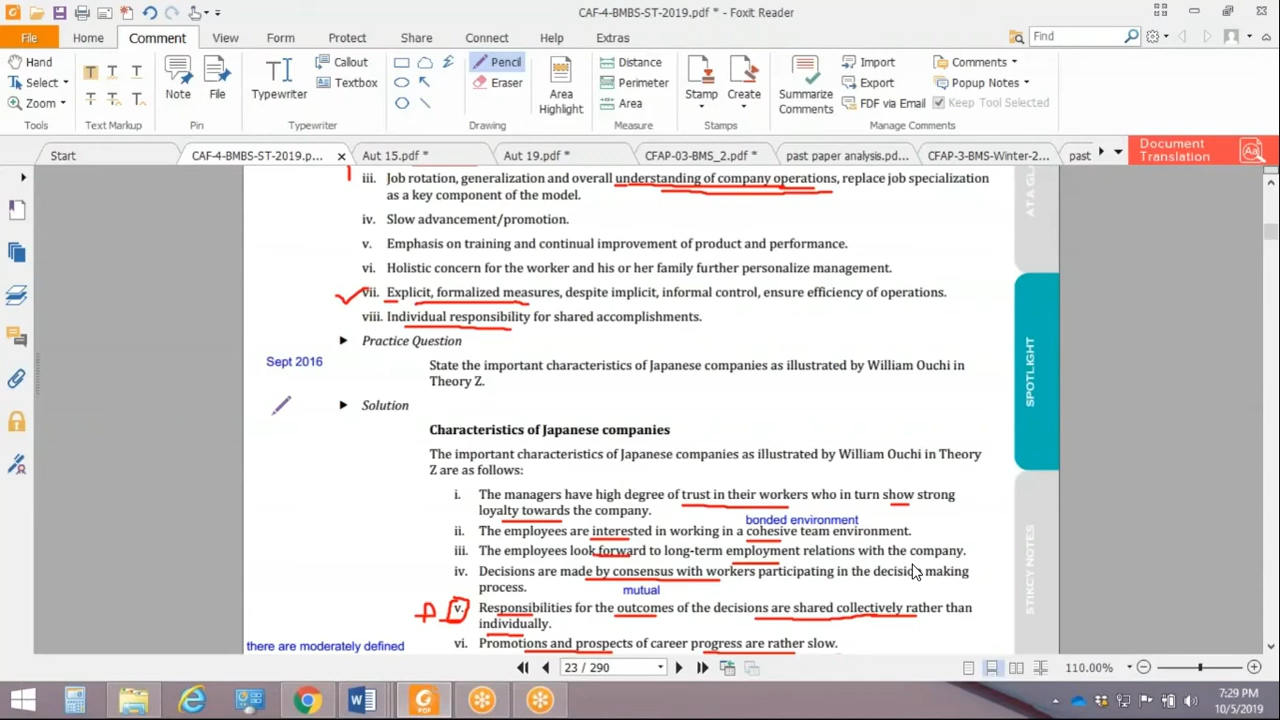 CAF-4-BMBS-ST-2019.pdf * - Foxit Reader
File Home Comment View Form Protect Share Connect Help Extras Find
Hand Select Zoom Tools
T T T Text Markup
Note File Pin
Typewriter Callout Textbox Typewriter
Pencil Eraser Drawing
Area Highlight Distance Perimeter Area Measure
Stamp Create Stamps
Summarize Comments Import Export FDF via Email Comments Popup Notes Keep Tool Selected Manage Comments
Start CAF-4-BMBS-ST-2019.p... * Aut 15.pdf * Aut 19.pdf * CFAP-03-BMS_2.pdf * past paper analysis.pd... CFAP-3-BMS-Winter-2... past Document Translation
iii. Job rotation, generalization and overall understanding of company operations, replace job specialization
as a key component of the model.
iv. Slow advancement/promotion.
v. Emphasis on training and continual improvement of product and performance.
vi. Holistic concern for the worker and his or her family further personalize management.
vii. Explicit, formalized measures, despite implicit, informal control, ensure efficiency of operations.
viii. Individual responsibility for shared accomplishments.
Practice Question
Sept 2016
State the important characteristics of Japanese companies as illustrated by William Ouchi in
Theory Z.
Solution
Characteristics of Japanese companies
The important characteristics of Japanese companies as illustrated by William Ouchi in Theory
Z are as follows:
i. The managers have high degree of trust in their workers who in turn show strong
loyalty towards the company.
bonded environment
ii. The employees are interested in working in a cohesive team environment.
iii. The employees look forward to long-term employment relations with the company.
iv. Decisions are made by consensus with workers participating in the decision making
process.
mutual
v. Responsibilities for the outcomes of the decisions are shared collectively rather than
individually.
there are moderately defined
vi. Promotions and prospects of career progress are rather slow.
AT A GLA
SPOTLIGHT
STICKY NOTES
23 / 290
110.00%
7:29 PM
10/5/2019